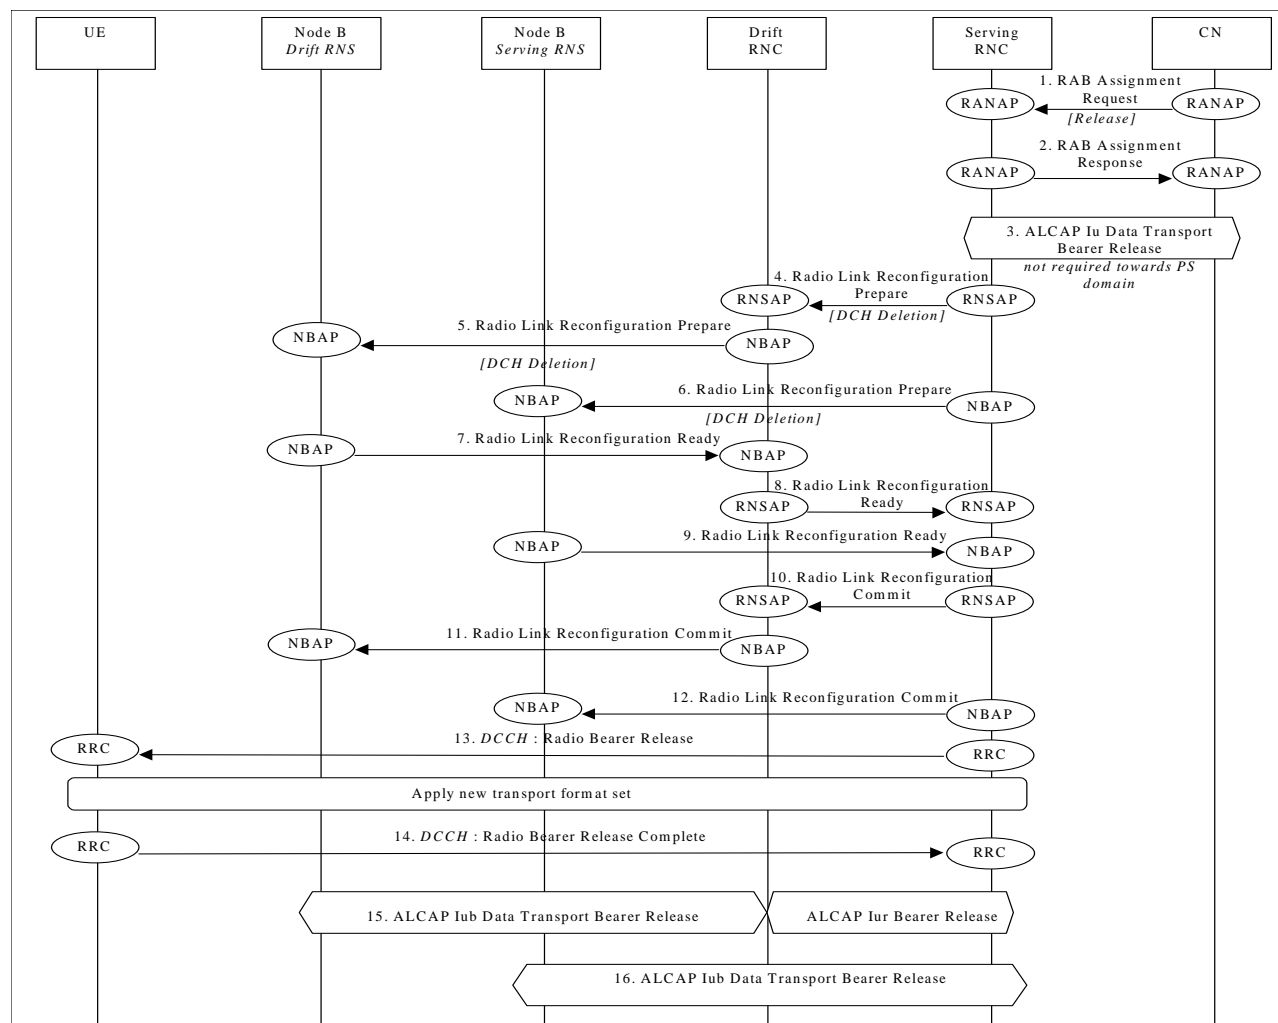 UE
Node B
Drift RNS
Node B
Serving RNS
Drift
RNC
Serving
RNC
CN
1. RAB Assignment
Request
RANAP
RANAP
[Release]
2. RAB Assignment
Response
RANAP
RANAP
3. ALCAP Iu Data Transport
Bearer Release
not required towards PS
domain
4. Radio Link Reconfiguration
Prepare
RNSAP
RNSAP
[DCH Deletion]
5. Radio Link Reconfiguration Prepare
NBAP
NBAP
[DCH Deletion]
6. Radio Link Reconfiguration Prepare
NBAP
NBAP
[DCH Deletion]
7. Radio Link Reconfiguration Ready
NBAP
NBAP
8. Radio Link Reconfiguration
Ready
RNSAP
RNSAP
9. Radio Link Reconfiguration Ready
NBAP
NBAP
10. Radio Link Reconfiguration
Commit
RNSAP
RNSAP
11. Radio Link Reconfiguration Commit
NBAP
NBAP
12. Radio Link Reconfiguration Commit
NBAP
NBAP
13. DCCH : Radio Bearer Release
RRC
RRC
Apply new transport format set
14. DCCH : Radio Bearer Release Complete
RRC
RRC
15. ALCAP Iub Data Transport Bearer Release
ALCAP Iur Bearer Release
16. ALCAP Iub Data Transport Bearer Release